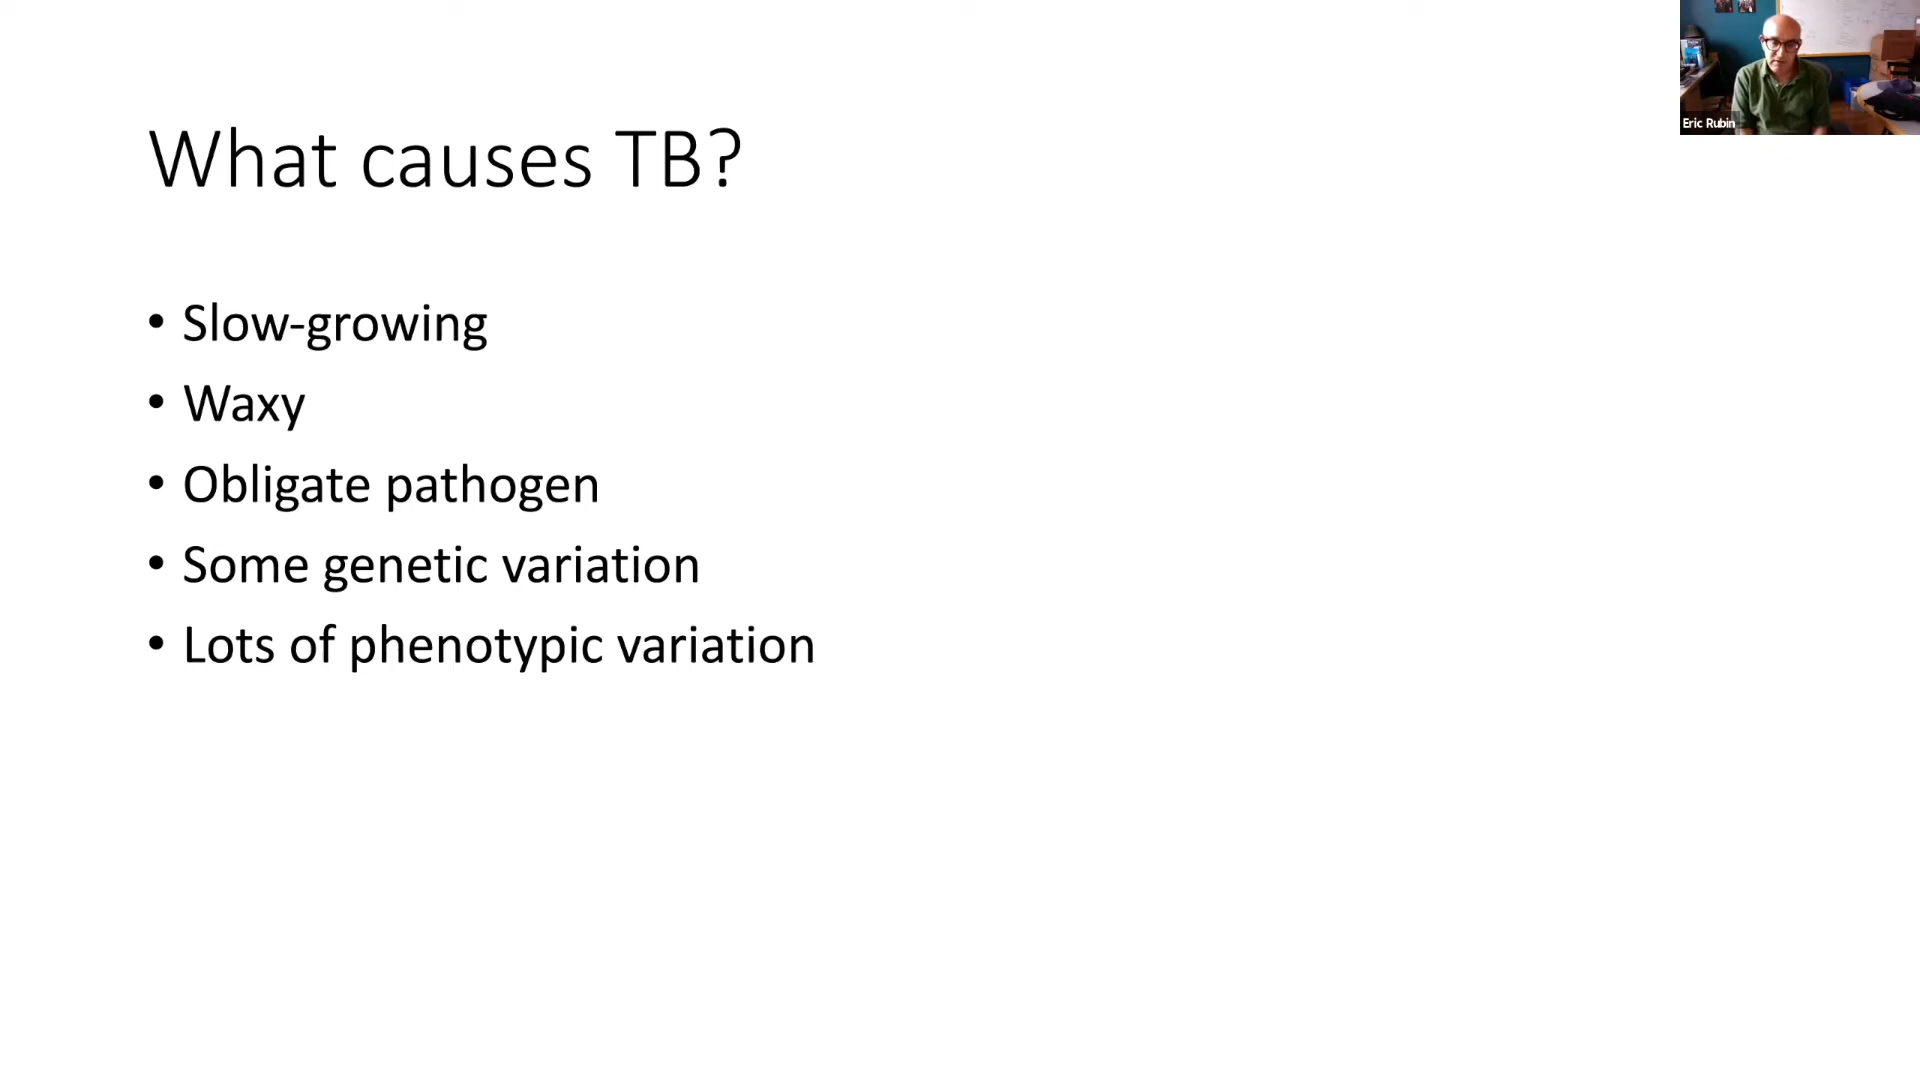 Eric Rubin
What causes TB?
• Slow-growing
• Waxy
• Obligate pathogen
• Some genetic variation
• Lots of phenotypic variation